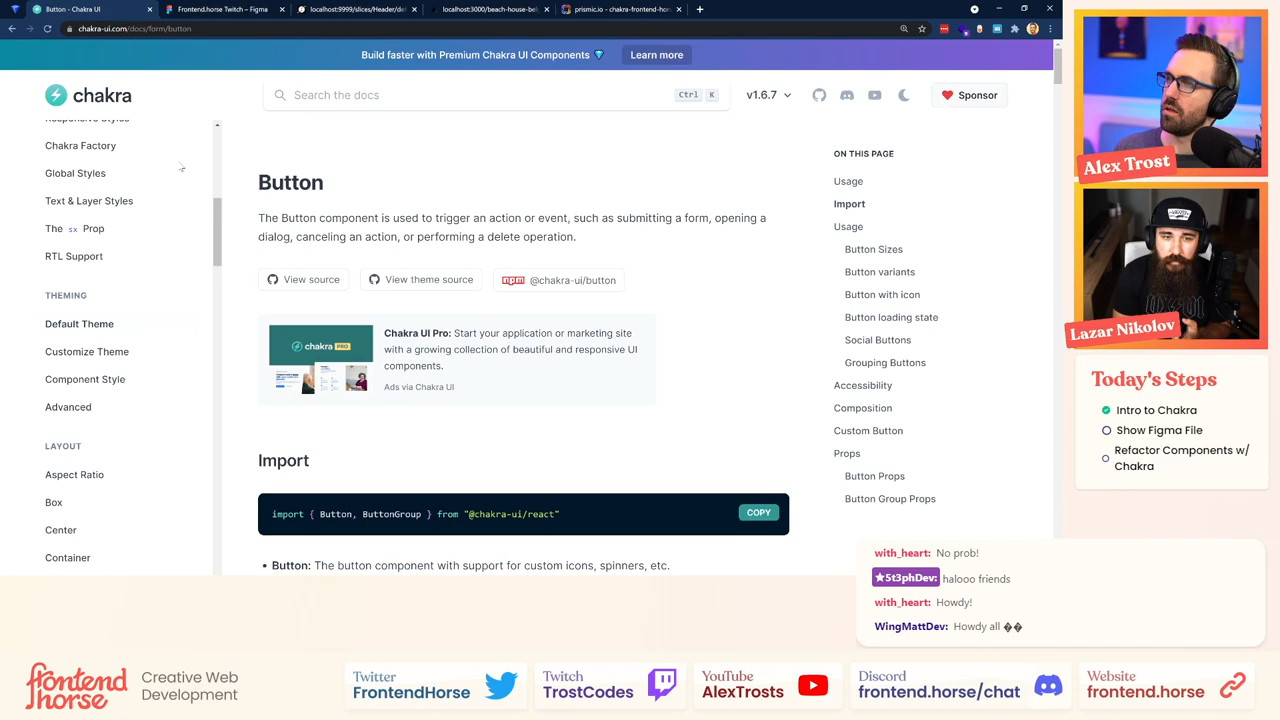 Button - Chakra UI
Frontend.horse Twitch – Figma
localhost:9999/slices/Header/def
localhost:3000/beach-house-bel
prismic.io - chakra-frontend-hors
chakra-ui.com/docs/form/button
Build faster with Premium Chakra UI Components
Learn more
chakra
Search the docs
Ctrl K
v1.6.7
Sponsor
Responsive Styles
Chakra Factory
Global Styles
Text & Layer Styles
The sx Prop
RTL Support
THEMING
Default Theme
Customize Theme
Component Style
Advanced
LAYOUT
Aspect Ratio
Box
Center
Container
Button
The Button component is used to trigger an action or event, such as submitting a form, opening a
dialog, canceling an action, or performing a delete operation.
View source
View theme source
npm @chakra-ui/button
chakra PRO
Chakra UI Pro: Start your application or marketing site
with a growing collection of beautiful and responsive UI
components.
Ads via Chakra UI
Import
import { Button, ButtonGroup } from "@chakra-ui/react"
COPY
• Button: The button component with support for custom icons, spinners, etc.
ON THIS PAGE
Usage
Import
Usage
Button Sizes
Button variants
Button with icon
Button loading state
Social Buttons
Grouping Buttons
Accessibility
Composition
Custom Button
Props
Button Props
Button Group Props
Alex Trost
Lazar Nikolov
Today's Steps
Intro to Chakra
Show Figma File
Refactor Components w/
Chakra
with_heart: No prob!
5t3phDev: halooo friends
with_heart: Howdy!
WingMattDev: Howdy all ��
frontend
horse
Creative Web
Development
Twitter
FrontendHorse
Twitch
TrostCodes
YouTube
AlexTrosts
Discord
frontend.horse/chat
Website
frontend.horse